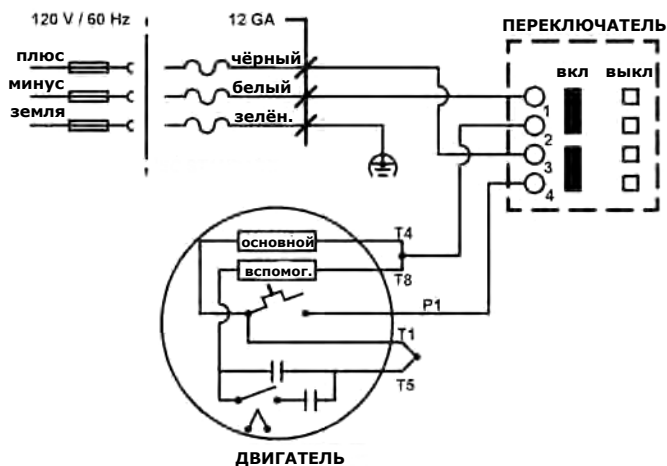 120 V / 60 Hz
12 GA
ПЕРЕКЛЮЧАТЕЛЬ
плюс
чёрный
вкл
выкл
минус
белый
земля
зелён.
1
2
3
4
основной
T4
вспомог.
T8
P1
T1
T5
ДВИГАТЕЛЬ